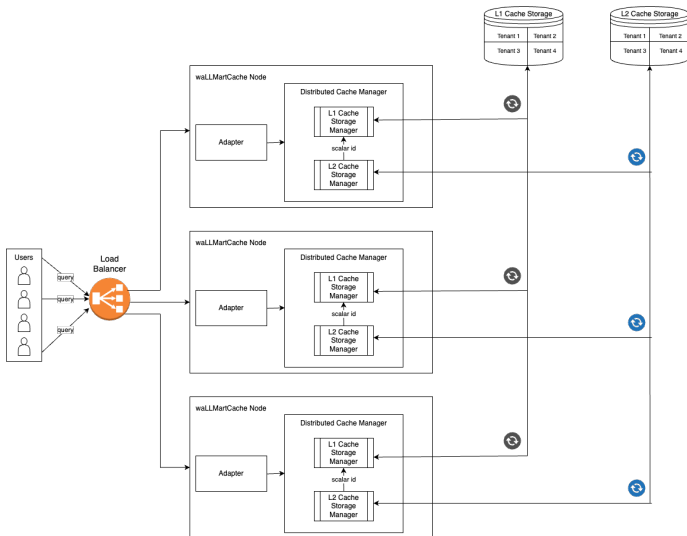 L1 Cache Storage
Tenant 1
Tenant 2
Tenant 3
Tenant 4
L2 Cache Storage
Tenant 1
Tenant 2
Tenant 3
Tenant 4
waLLMartCache Node
Distributed Cache Manager
L1 Cache
Storage
Manager
Adapter
scalar id
L2 Cache
Storage
Manager
Users
query
query
query
Load
Balancer
waLLMartCache Node
Distributed Cache Manager
L1 Cache
Storage
Manager
Adapter
scalar id
L2 Cache
Storage
Manager
waLLMartCache Node
Distributed Cache Manager
L1 Cache
Storage
Manager
Adapter
scalar id
L2 Cache
Storage
Manager